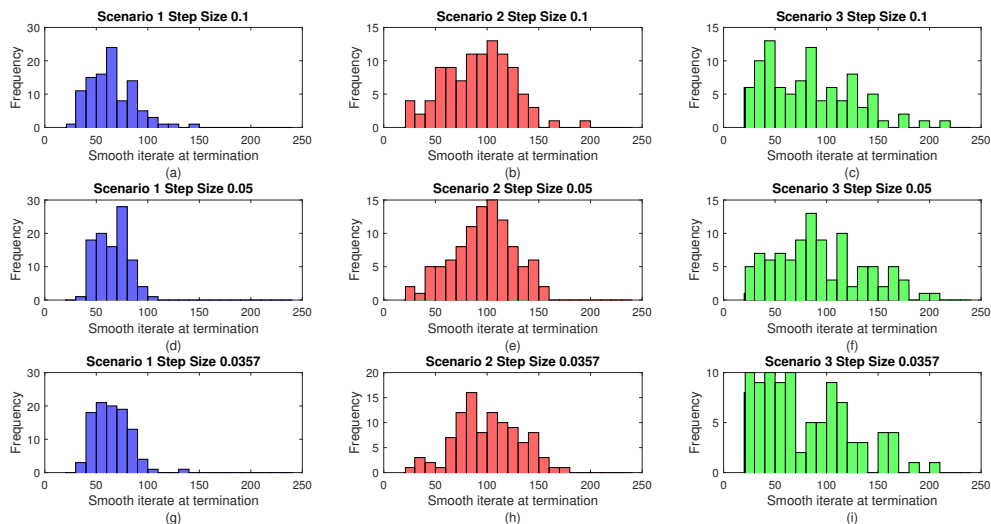 Scenario 1 Step Size 0.1
Scenario 2 Step Size 0.1
Scenario 3 Step Size 0.1
Frequency
30
20
10
0
0 50 100 150 200 250
Smooth iterate at termination
(a)
Frequency
15
10
5
0
0 50 100 150 200 250
Smooth iterate at termination
(b)
Frequency
15
10
5
0
0 50 100 150 200 250
Smooth iterate at termination
(c)
Scenario 1 Step Size 0.05
Scenario 2 Step Size 0.05
Scenario 3 Step Size 0.05
Frequency
30
20
10
0
0 50 100 150 200 250
Smooth iterate at termination
(d)
Frequency
15
10
5
0
0 50 100 150 200 250
Smooth iterate at termination
(e)
Frequency
15
10
5
0
0 50 100 150 200 250
Smooth iterate at termination
(f)
Scenario 1 Step Size 0.0357
Scenario 2 Step Size 0.0357
Scenario 3 Step Size 0.0357
Frequency
30
20
10
0
0 50 100 150 200 250
Smooth iterate at termination
(g)
Frequency
20
15
10
5
0
0 50 100 150 200 250
Smooth iterate at termination
(h)
Frequency
10
5
0
0 50 100 150 200 250
Smooth iterate at termination
(i)